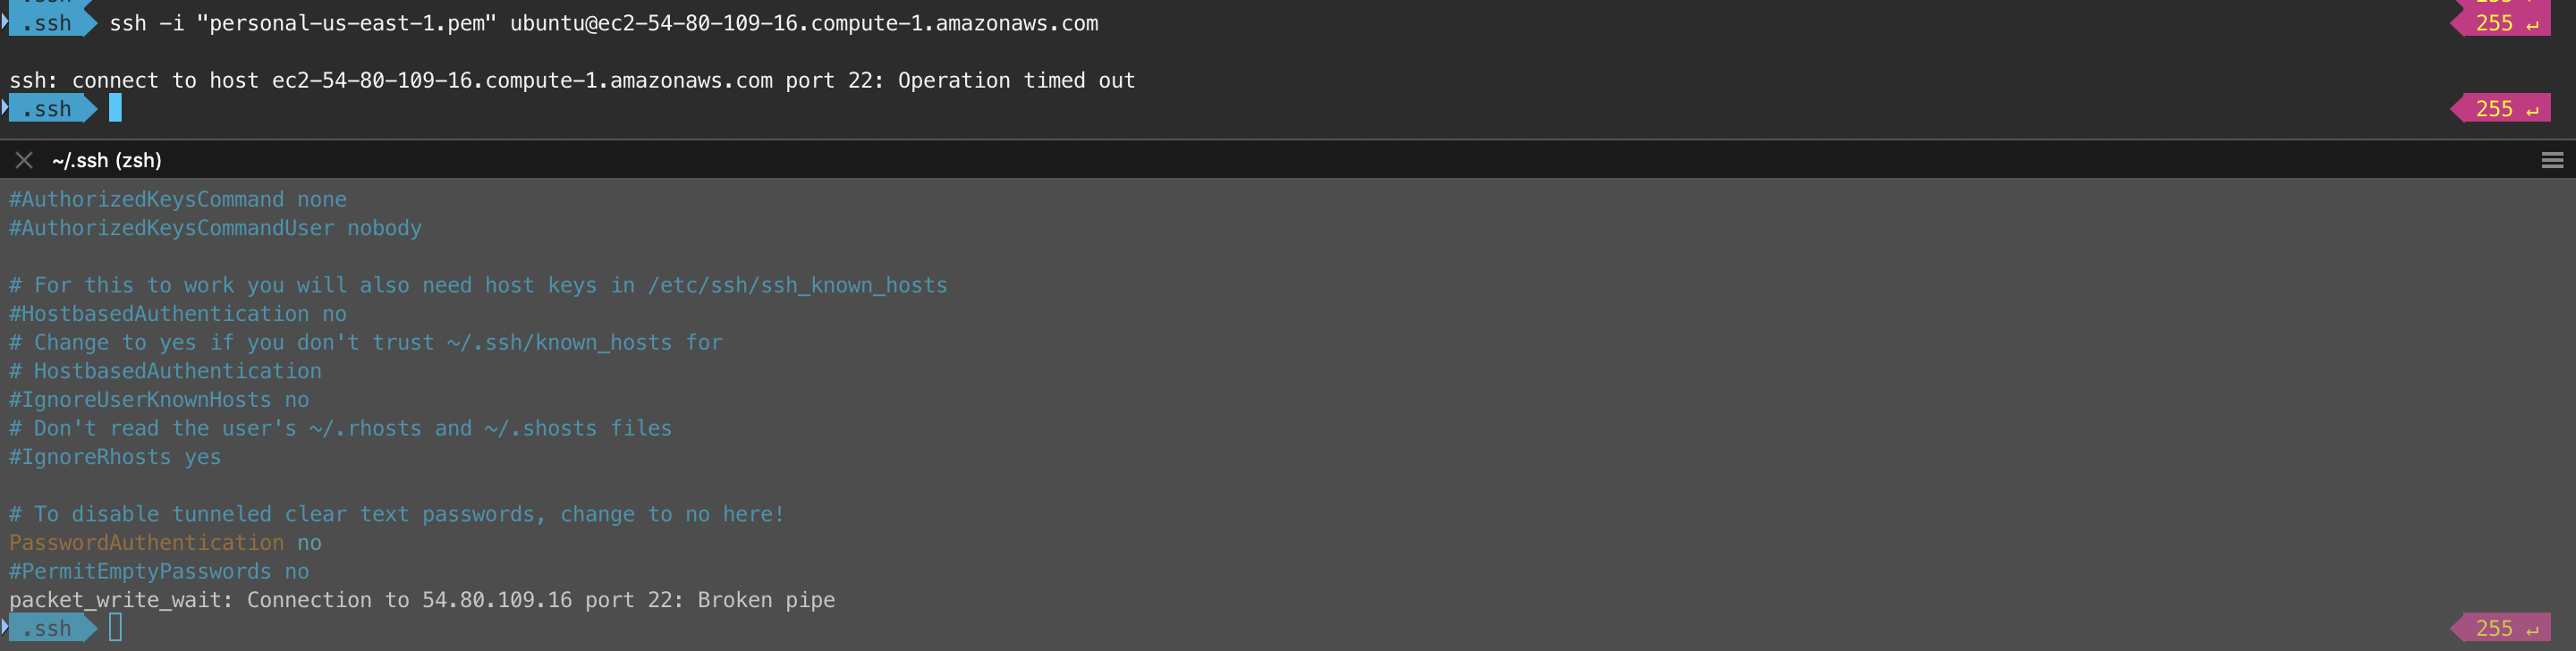 .ssh ssh -i "personal-us-east-1.pem" ubuntu@ec2-54-80-109-16.compute-1.amazonaws.com 255 ↵
ssh: connect to host ec2-54-80-109-16.compute-1.amazonaws.com port 22: Operation timed out
.ssh 255 ↵
~/.ssh (zsh)
#AuthorizedKeysCommand none
#AuthorizedKeysCommandUser nobody
# For this to work you will also need host keys in /etc/ssh/ssh_known_hosts
#HostbasedAuthentication no
# Change to yes if you don't trust ~/.ssh/known_hosts for
# HostbasedAuthentication
#IgnoreUserKnownHosts no
# Don't read the user's ~/.rhosts and ~/.shosts files
#IgnoreRhosts yes
# To disable tunneled clear text passwords, change to no here!
PasswordAuthentication no
#PermitEmptyPasswords no
packet_write_wait: Connection to 54.80.109.16 port 22: Broken pipe
.ssh 255 ↵